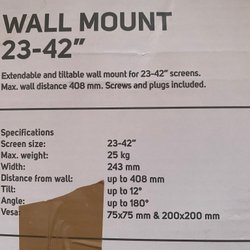 WALL MOUNT
23-42"
Extendable and tiltable wall mount for 23-42" screens.
Max. wall distance 408 mm. Screws and plugs included.
Specifications
Screen size: 23-42"
Max. weight: 25 kg
Width: 243 mm
Distance from wall: up to 408 mm
Tilt: up to 12°
Angle: up to 180°
Vesa: 75x75 mm & 200x200 mm